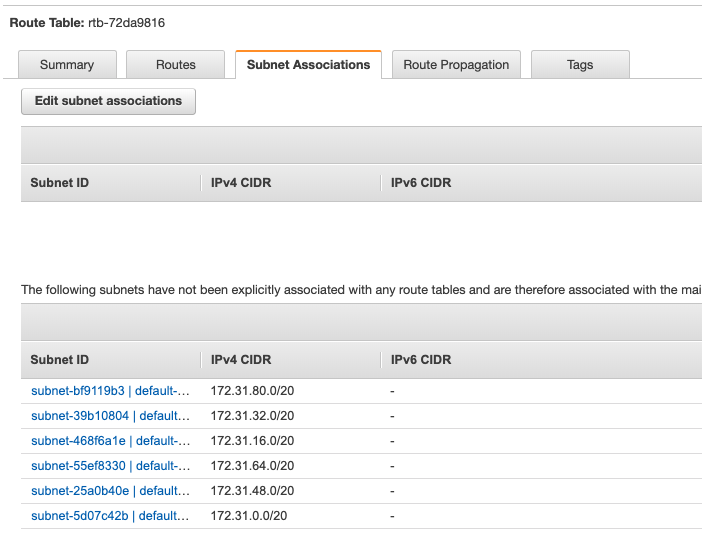 Route Table: rtb-72da9816
Summary Routes Subnet Associations Route Propagation Tags
Edit subnet associations
Subnet ID IPv4 CIDR IPv6 CIDR
The following subnets have not been explicitly associated with any route tables and are therefore associated with the mai
Subnet ID IPv4 CIDR IPv6 CIDR
subnet-bf9119b3 | default-... 172.31.80.0/20 -
subnet-39b10804 | default... 172.31.32.0/20 -
subnet-468f6a1e | default-... 172.31.16.0/20 -
subnet-55ef8330 | default-... 172.31.64.0/20 -
subnet-25a0b40e | default... 172.31.48.0/20 -
subnet-5d07c42b | default... 172.31.0.0/20 -